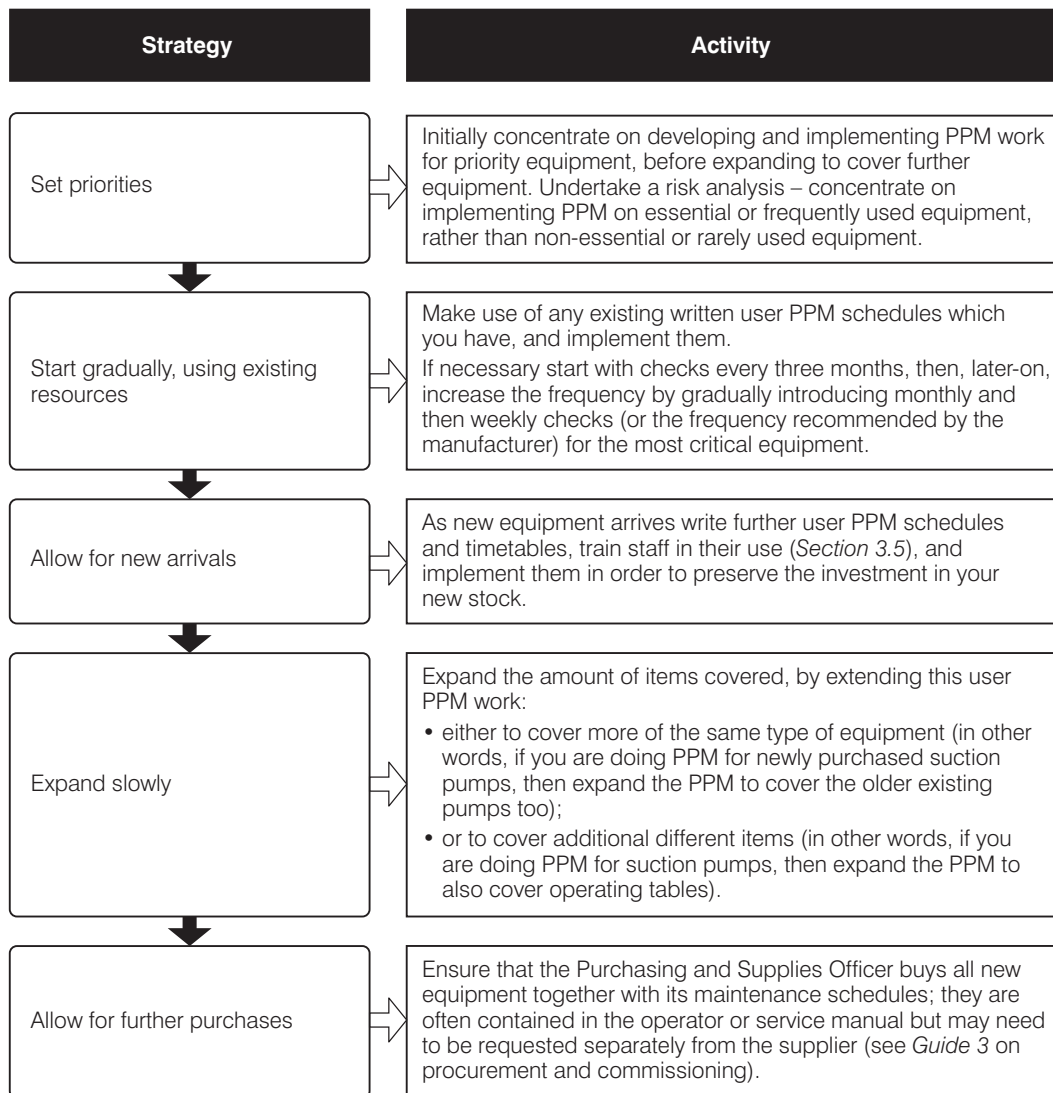 Strategy
Activity
Set priorities
Initially concentrate on developing and implementing PPM work
for priority equipment, before expanding to cover further
equipment. Undertake a risk analysis – concentrate on
implementing PPM on essential or frequently used equipment,
rather than non-essential or rarely used equipment.
Start gradually, using existing
resources
Make use of any existing written user PPM schedules which
you have, and implement them.
If necessary start with checks every three months, then, later-on,
increase the frequency by gradually introducing monthly and
then weekly checks (or the frequency recommended by the
manufacturer) for the most critical equipment.
Allow for new arrivals
As new equipment arrives write further user PPM schedules
and timetables, train staff in their use (Section 3.5), and
implement them in order to preserve the investment in your
new stock.
Expand slowly
Expand the amount of items covered, by extending this user
PPM work:
• either to cover more of the same type of equipment (in other
words, if you are doing PPM for newly purchased suction
pumps, then expand the PPM to cover the older existing
pumps too);
• or to cover additional different items (in other words, if you
are doing PPM for suction pumps, then expand the PPM to
also cover operating tables).
Allow for further purchases
Ensure that the Purchasing and Supplies Officer buys all new
equipment together with its maintenance schedules; they are
often contained in the operator or service manual but may need
to be requested separately from the supplier (see Guide 3 on
procurement and commissioning).